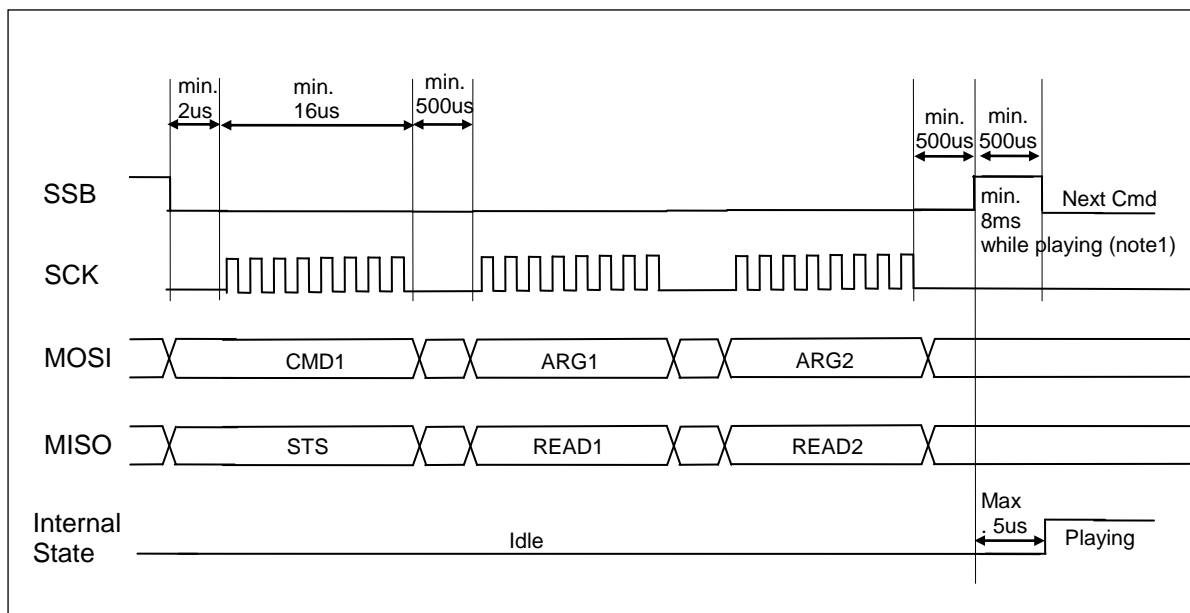 min.
2us
min.
16us
min.
500us
min.
500us
min.
500us
SSB
min.
8ms
while playing (note1)
Next Cmd
SCK
MOSI
CMD1
ARG1
ARG2
MISO
STS
READ1
READ2
Internal
State
Idle
Max
. 5us
Playing